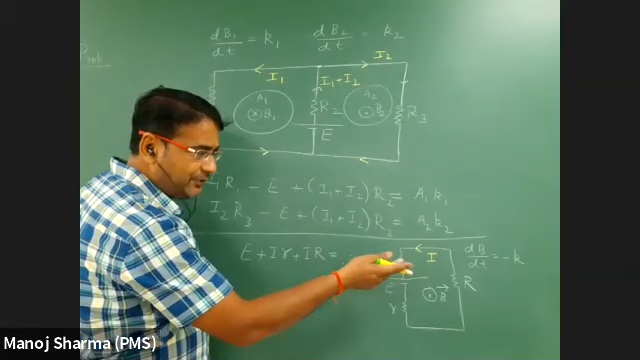 Prob
dB₁/dt = k₁ dB₂/dt = k₂
I₁ I₂
I₁+I₂
A₁ ⊗B₁ R₂ A₂ ⊙B₂ R₃
E
I₁R₁ - E + (I₁+I₂)R₂ = A₁k₁
I₂R₃ - E + (I₁+I₂)R₂ = A₂k₂
E+Ir+IR =
I dB/dt = -k
R
⊙B⃗
r
Manoj Sharma (PMS)